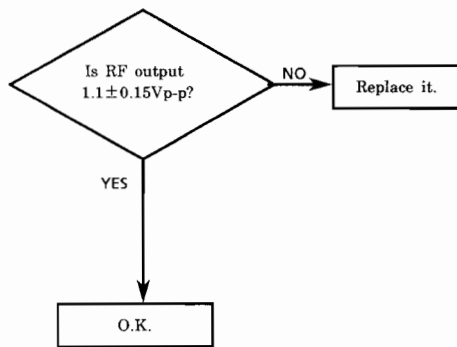 Is RF output
1.1±0.15Vp-p?
NO
Replace it.
YES
O.K.